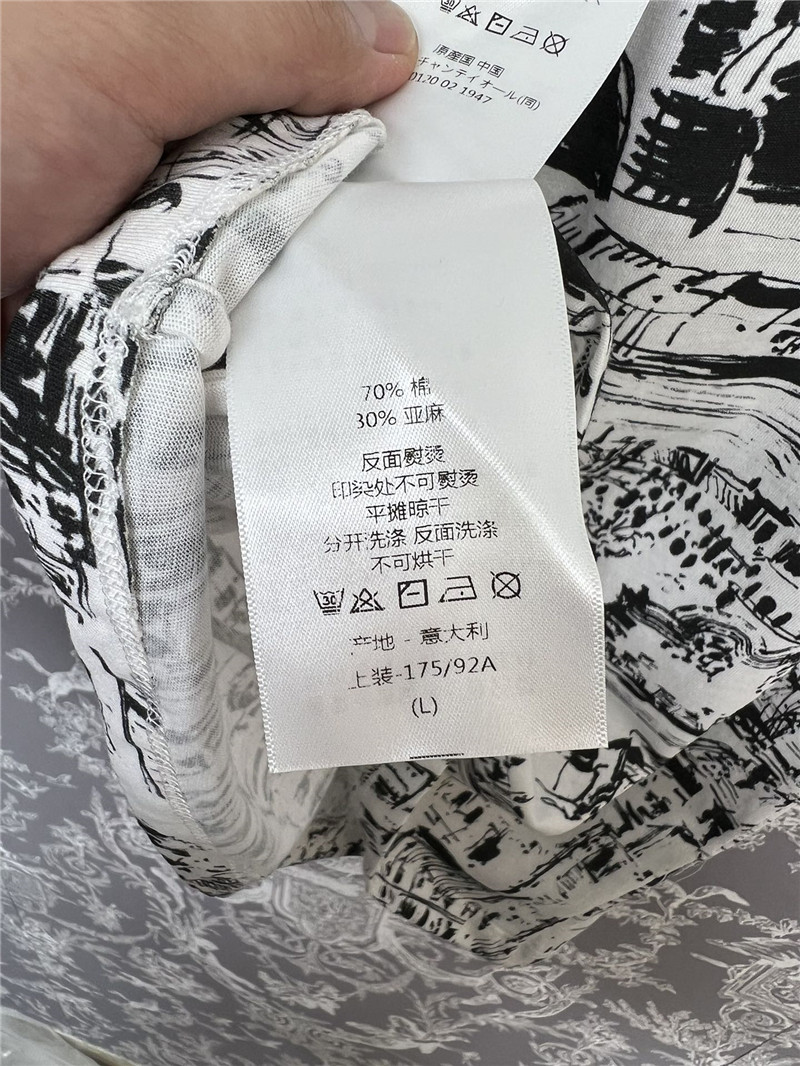 30
原産国 中国
チャンティオール(同)
0120 02 1947
70% 棉
30% 亚麻
反面熨烫
印染处不可熨烫
平摊晾干
分开洗涤 反面洗涤
不可烘干
30
产地 - 意大利
上装-175/92A
(L)